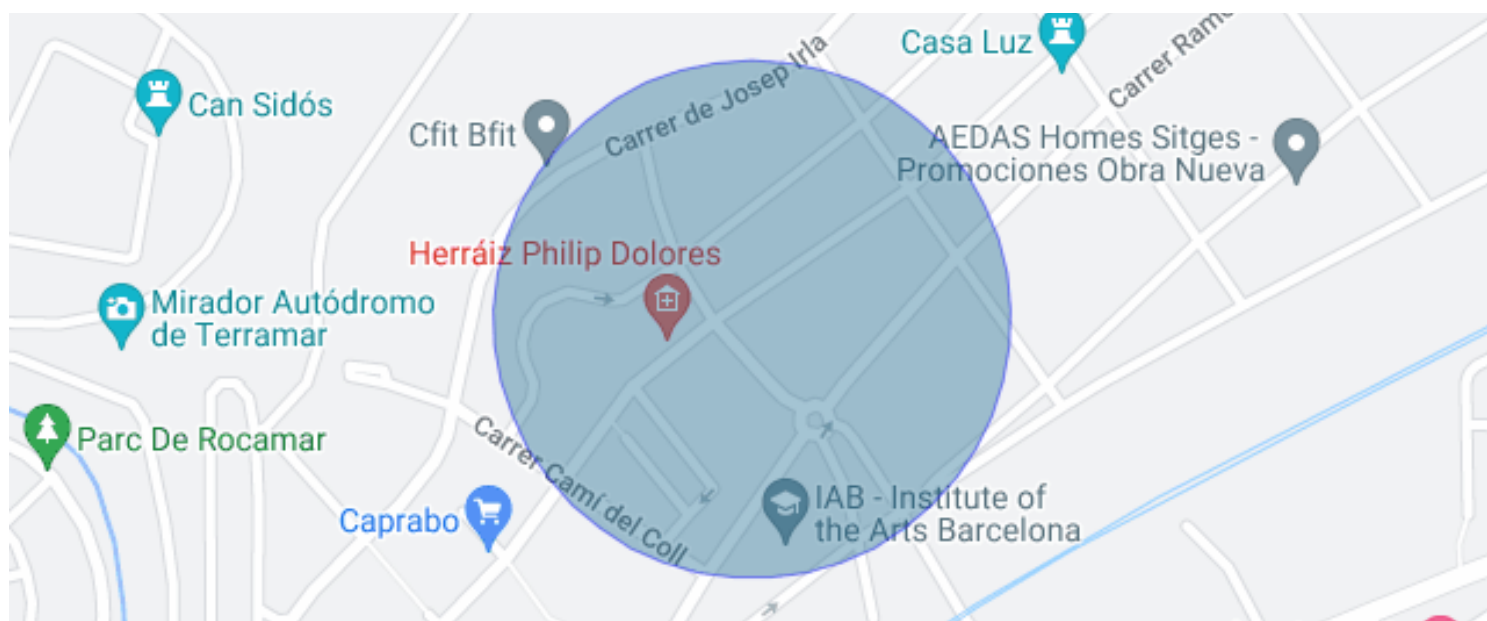 Casa Luz
Carrer Ramo
Can Sidós
Carrer de Josep Irla
Cfit Bfit
AEDAS Homes Sitges -
Promociones Obra Nueva
Herráiz Philip Dolores
Mirador Autódromo
de Terramar
Parc De Rocamar
Carrer Camí del Coll
Caprabo
IAB - Institute of
the Arts Barcelona